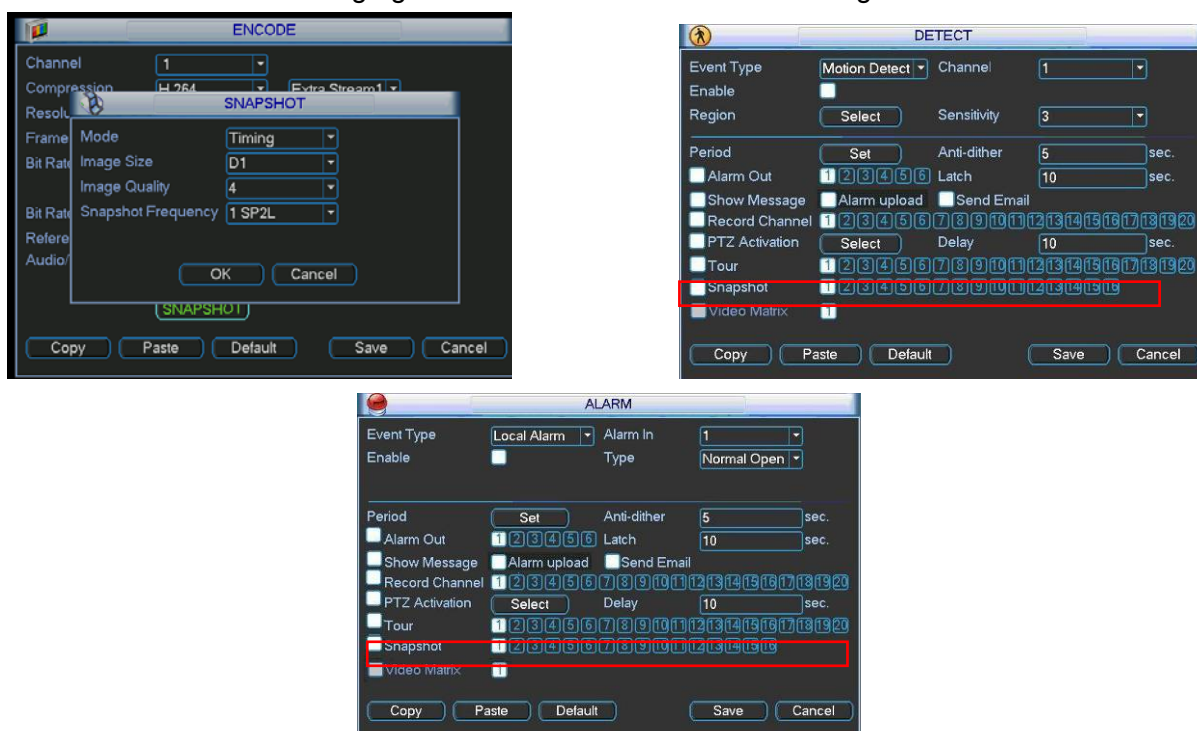 ENCODE
Channel 1
Compression H.264 Extra Stream1
Resolu
SNAPSHOT
Frame Mode Timing
Bit Rate Image Size D1
Image Quality 4
Bit Rate Snapshot Frequency 1 SP2L
Refere
Audio/
OK Cancel
SNAPSHOT
Copy Paste Default Save Cancel
DETECT
Event Type Motion Detect Channel 1
Enable
Region Select Sensitivity 3
Period Set Anti-dither 5 sec.
Alarm Out 1 2 3 4 5 6 Latch 10 sec.
Show Message Alarm upload Send Email
Record Channel 1 2 3 4 5 6 7 8 9 10 11 12 13 14 15 16 17 18 19 20
PTZ Activation Select Delay 10 sec.
Tour 1 2 3 4 5 6 7 8 9 10 11 12 13 14 15 16 17 18 19 20
Snapshot 1 2 3 4 5 6 7 8 9 10 11 12 13 14 15 16
Video Matrix 1
Copy Paste Default Save Cancel
ALARM
Event Type Local Alarm Alarm In 1
Enable Type Normal Open
Period Set Anti-dither 5 sec.
Alarm Out 1 2 3 4 5 6 Latch 10 sec.
Show Message Alarm upload Send Email
Record Channel 1 2 3 4 5 6 7 8 9 10 11 12 13 14 15 16 17 18 19 20
PTZ Activation Select Delay 10 sec.
Tour 1 2 3 4 5 6 7 8 9 10 11 12 13 14 15 16 17 18 19 20
Snapshot 1 2 3 4 5 6 7 8 9 10 11 12 13 14 15 16
Video Matrix 1
Copy Paste Default Save Cancel